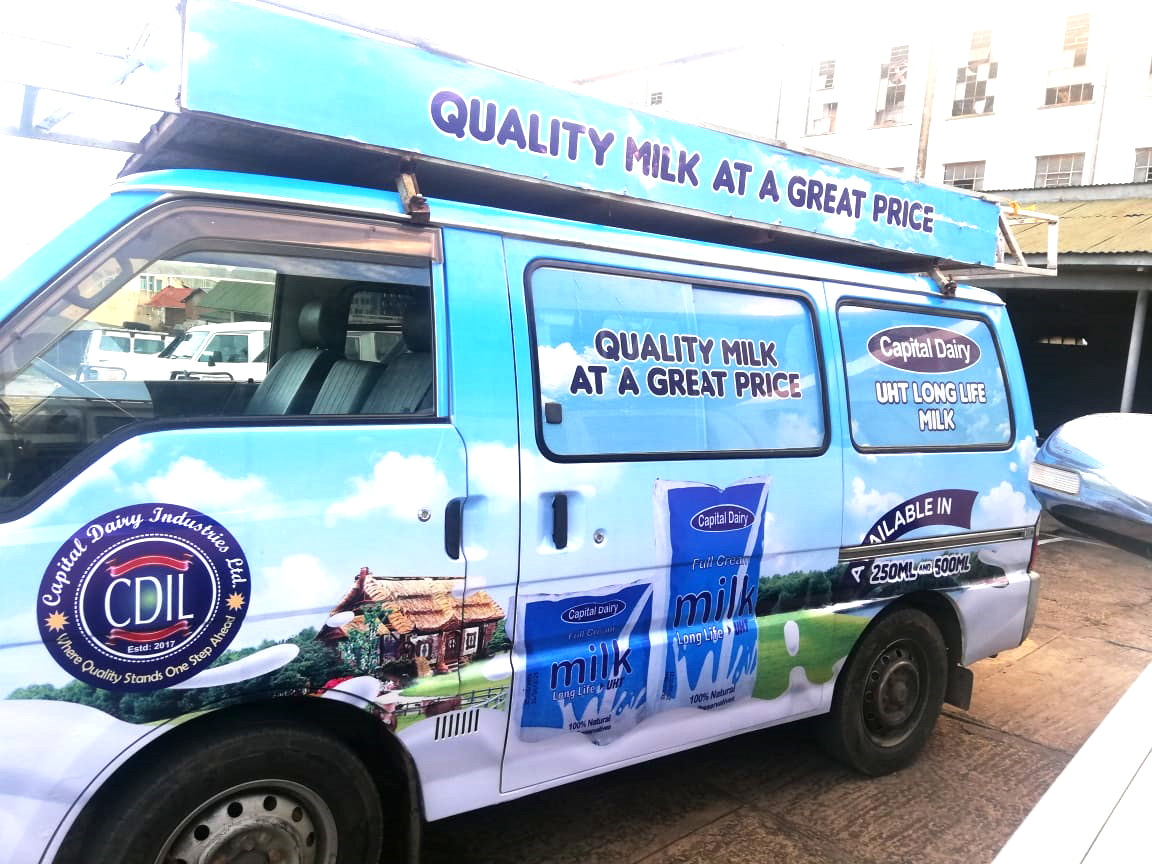 QUALITY MILK AT A GREAT PRICE
QUALITY MILK
AT A GREAT PRICE
Capital Dairy
UHT LONG LIFE
MILK
Capital Dairy Industries Ltd.
CDIL
Estd: 2017
Where Quality Stands One Step Ahead
Capital Dairy
Full Cream
milk
Long Life UHT
100% Natural
Capital Dairy
Full Crea
milk
Long Life UHT
100% Natural
AILABLE IN
250ML AND 500ML